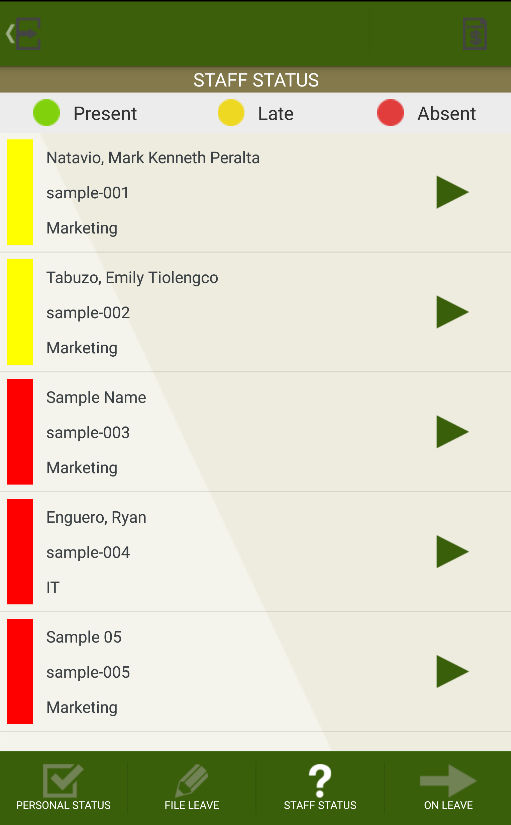 STAFF STATUS
Present Late Absent
Natavio, Mark Kenneth Peralta
sample-001
Marketing
Tabuzo, Emily Tiolengco
sample-002
Marketing
Sample Name
sample-003
Marketing
Enguero, Ryan
sample-004
IT
Sample 05
sample-005
Marketing
PERSONAL STATUS FILE LEAVE STAFF STATUS ON LEAVE